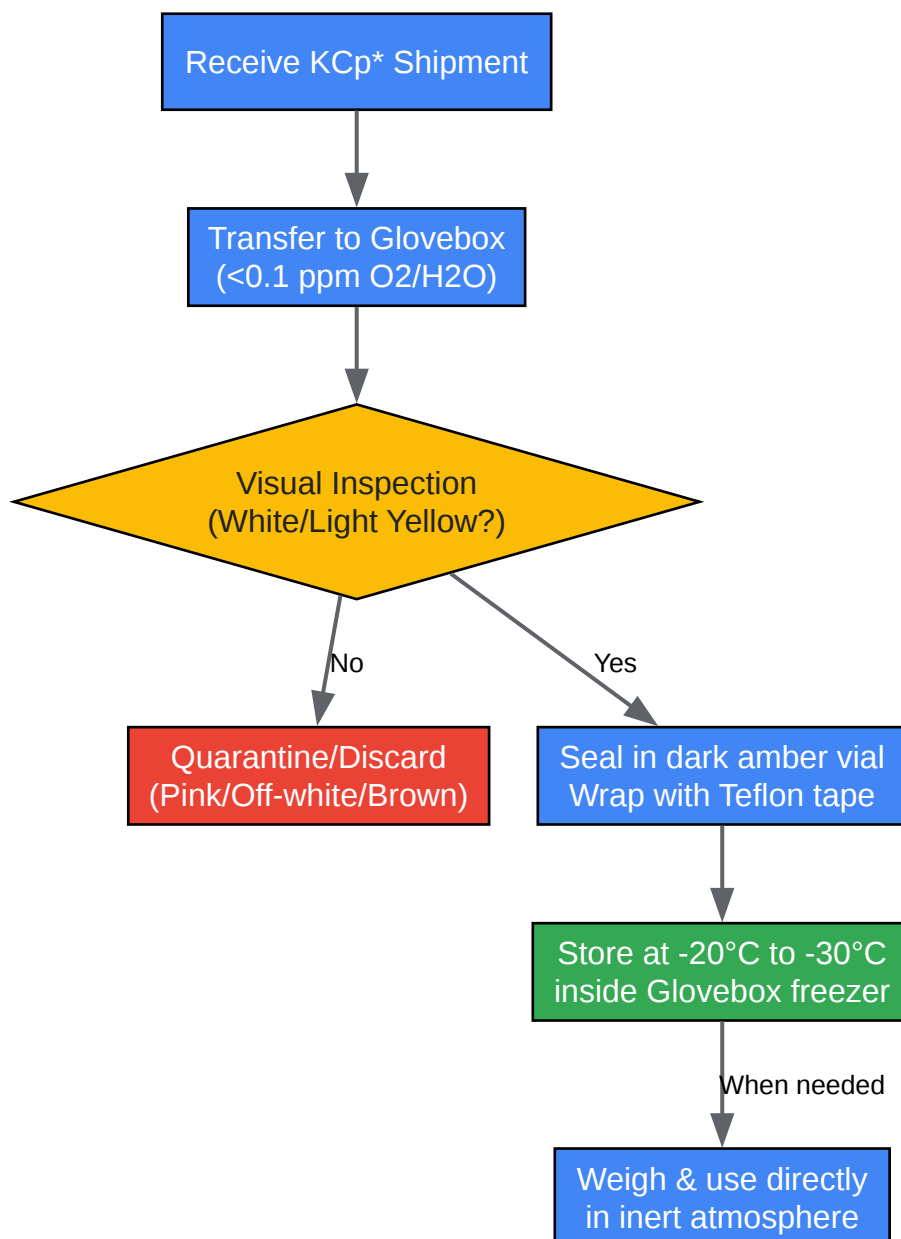 Receive KCp* Shipment
Transfer to Glovebox
(<0.1 ppm O2/H2O)
Visual Inspection
(White/Light Yellow?)
No
Yes
Quarantine/Discard
(Pink/Off-white/Brown)
Seal in dark amber vial
Wrap with Teflon tape
Store at -20°C to -30°C
inside Glovebox freezer
When needed
Weigh & use directly
in inert atmosphere